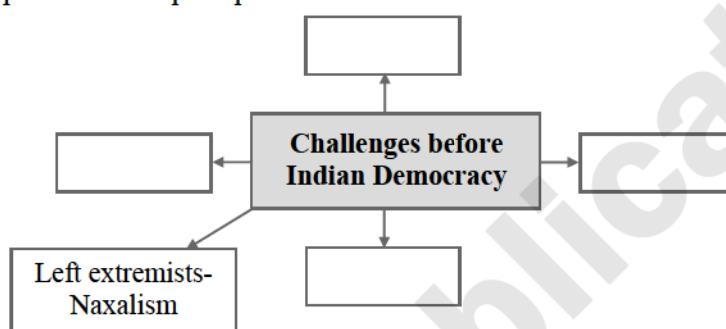 Challenges before
Indian Democracy
Left extremists-
Naxalism